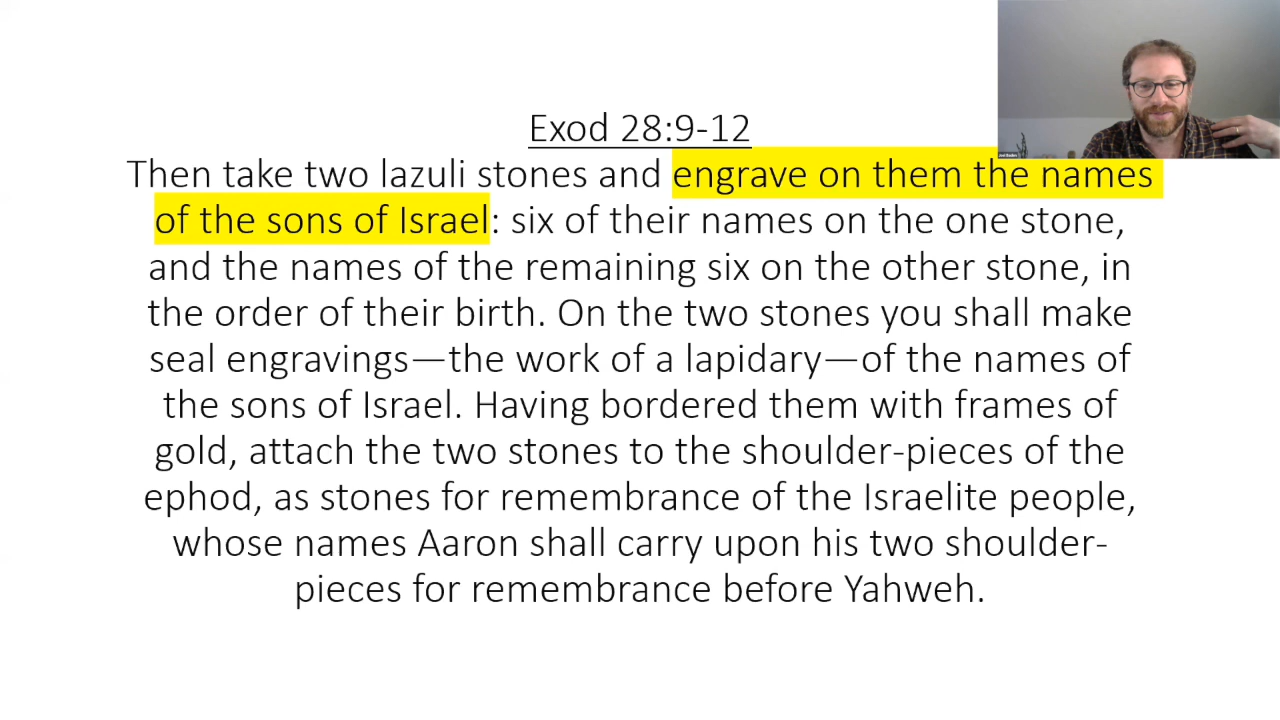 Exod 28:9-12
Then take two lazuli stones and engrave on them the names
of the sons of Israel: six of their names on the one stone,
and the names of the remaining six on the other stone, in
the order of their birth. On the two stones you shall make
seal engravings—the work of a lapidary—of the names of
the sons of Israel. Having bordered them with frames of
gold, attach the two stones to the shoulder-pieces of the
ephod, as stones for remembrance of the Israelite people,
whose names Aaron shall carry upon his two shoulder-
pieces for remembrance before Yahweh.